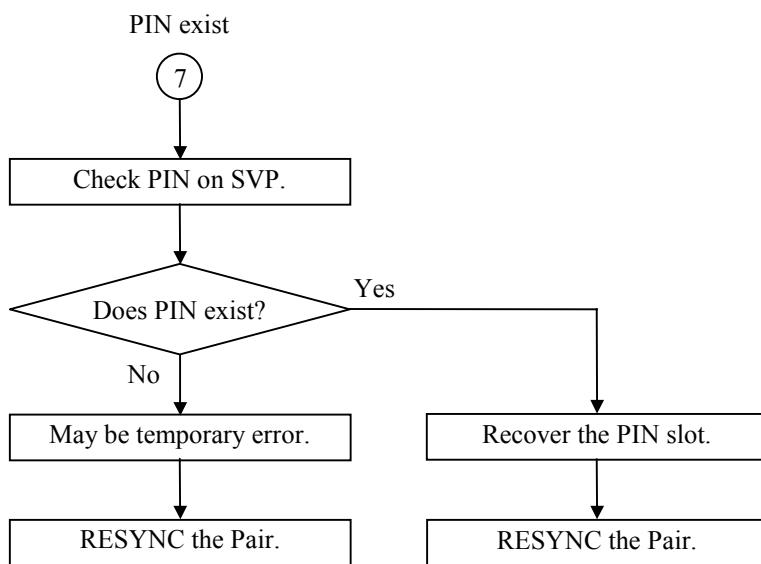 PIN exist
7
Check PIN on SVP.
Does PIN exist?
Yes
No
May be temporary error.
Recover the PIN slot.
RESYNC the Pair.
RESYNC the Pair.